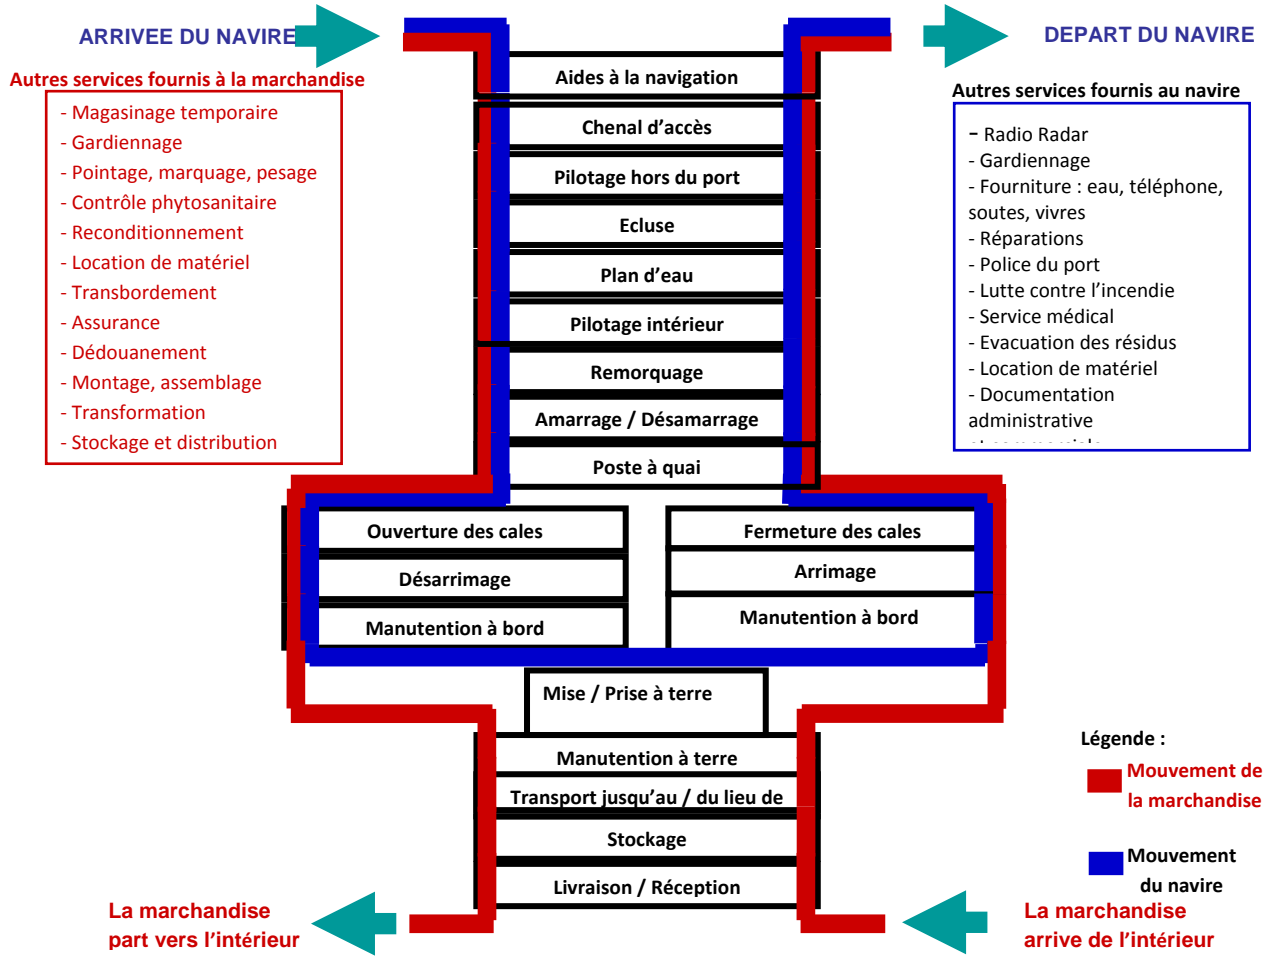 ARRIVEE DU NAVIRE
DEPART DU NAVIRE
Autres services fournis à la marchandise
- Magasinage temporaire
- Gardiennage
- Pointage, marquage, pesage
- Contrôle phytosanitaire
- Reconditionnement
- Location de matériel
- Transbordement
- Assurance
- Dédouanement
- Montage, assemblage
- Transformation
- Stockage et distribution
Aides à la navigation
Chenal d’accès
Pilotage hors du port
Ecluse
Plan d’eau
Pilotage intérieur
Remorquage
Amarrage / Désamarrage
Poste à quai
Autres services fournis au navire
- Radio Radar
- Gardiennage
- Fourniture : eau, téléphone,
soutes, vivres
- Réparations
- Police du port
- Lutte contre l’incendie
- Service médical
- Evacuation des résidus
- Location de matériel
- Documentation
administrative
Ouverture des cales
Désarrimage
Manutention à bord
Fermeture des cales
Arrimage
Manutention à bord
Mise / Prise à terre
Manutention à terre
Transport jusqu’au / du lieu de
Stockage
Livraison / Réception
Légende :
Mouvement de
la marchandise
Mouvement
du navire
La marchandise
part vers l’intérieur
La marchandise
arrive de l’intérieur